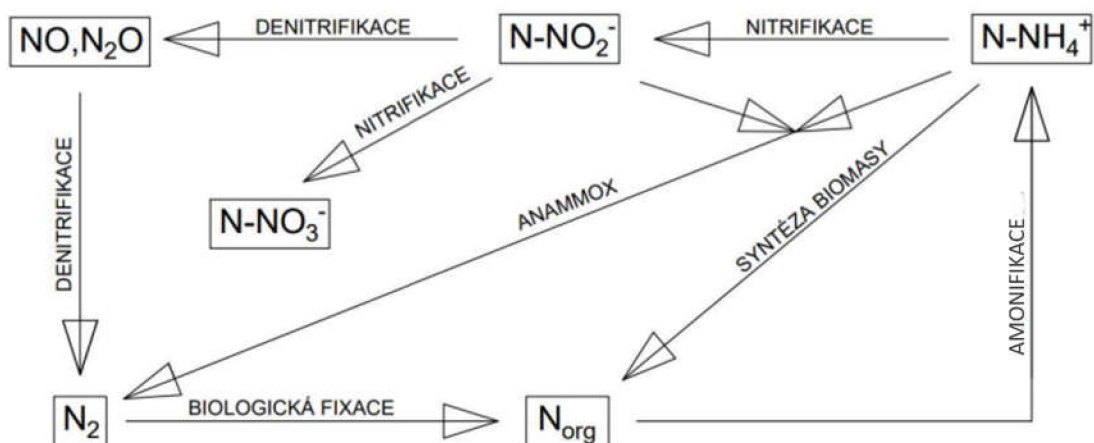 NO,N₂O
DENITRIFIKACE
N-NO₂⁻
NITRIFIKACE
N-NH₄⁺
NITRIFIKACE
DENITRIFIKACE
N-NO₃⁻
ANAMMOX
SYNTÉZA BIOMASY
AMONIFIKACE
N₂
BIOLOGICKÁ FIXACE
Nₒᵣg